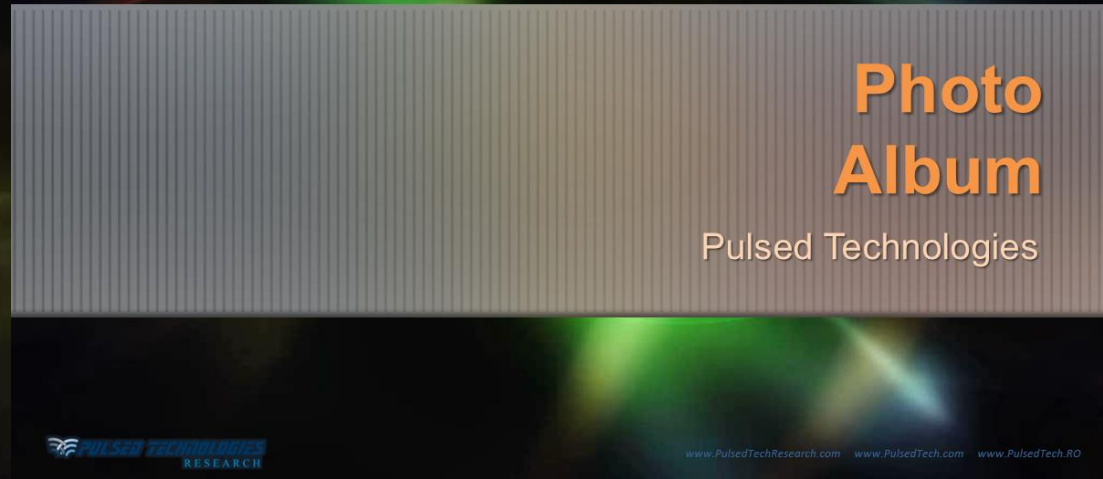 Photo
Album
Pulsed Technologies
PULSED TECHNOLOGIES
RESEARCH
www.PulsedTechResearch.com www.PulsedTech.com www.PulsedTech.RO